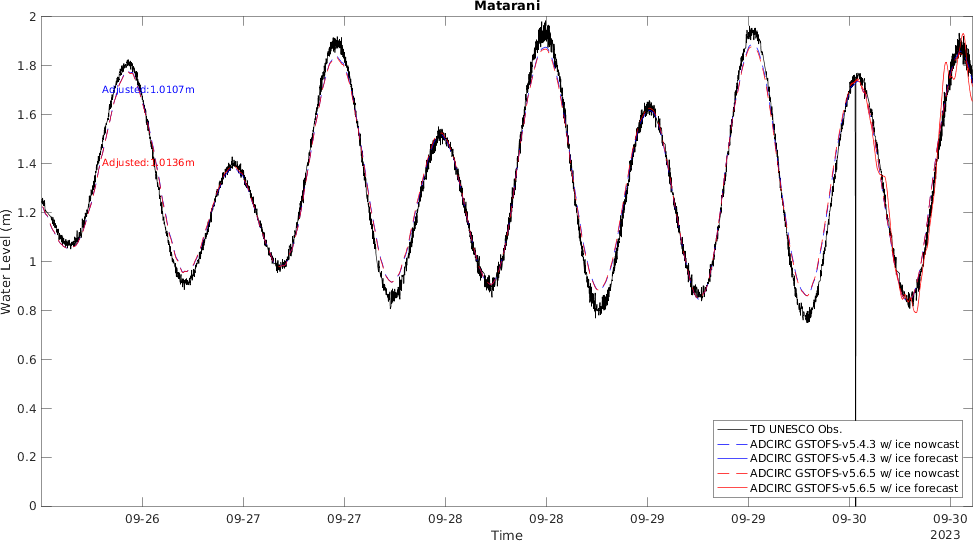 Matarani
2
1.8
1.6
1.4
1.2
1
0.8
0.6
0.4
0.2
0
Water Level (m)
Adjusted:1.0107m
Adjusted:1.0136m
TD UNESCO Obs.
ADCIRC GSTOFS-v5.4.3 w/ ice nowcast
ADCIRC GSTOFS-v5.4.3 w/ ice forecast
ADCIRC GSTOFS-v5.6.5 w/ ice nowcast
ADCIRC GSTOFS-v5.6.5 w/ ice forecast
09-26 09-27 09-27 09-28 09-28 09-29 09-29 09-30 09-30
2023
Time